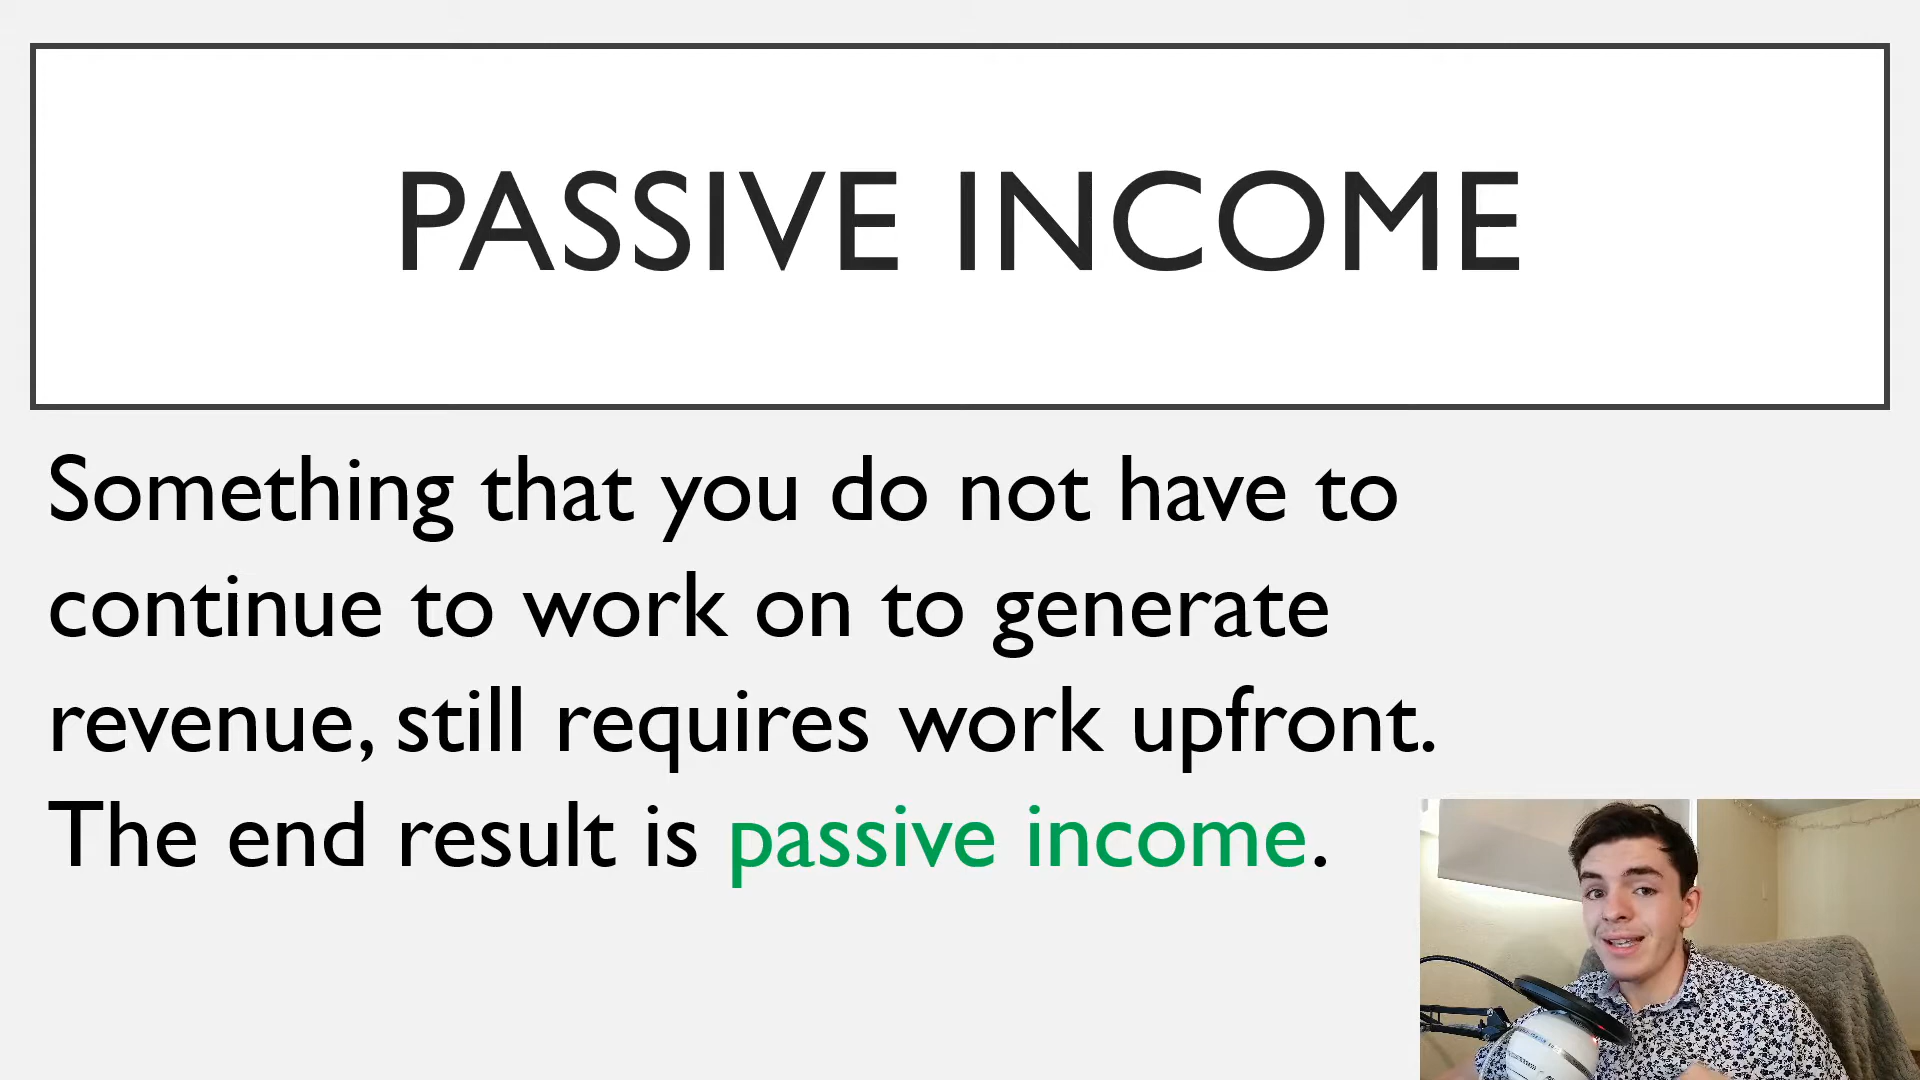 PASSIVE INCOME
Something that you do not have to
continue to work on to generate
revenue, still requires work upfront.
The end result is passive income.